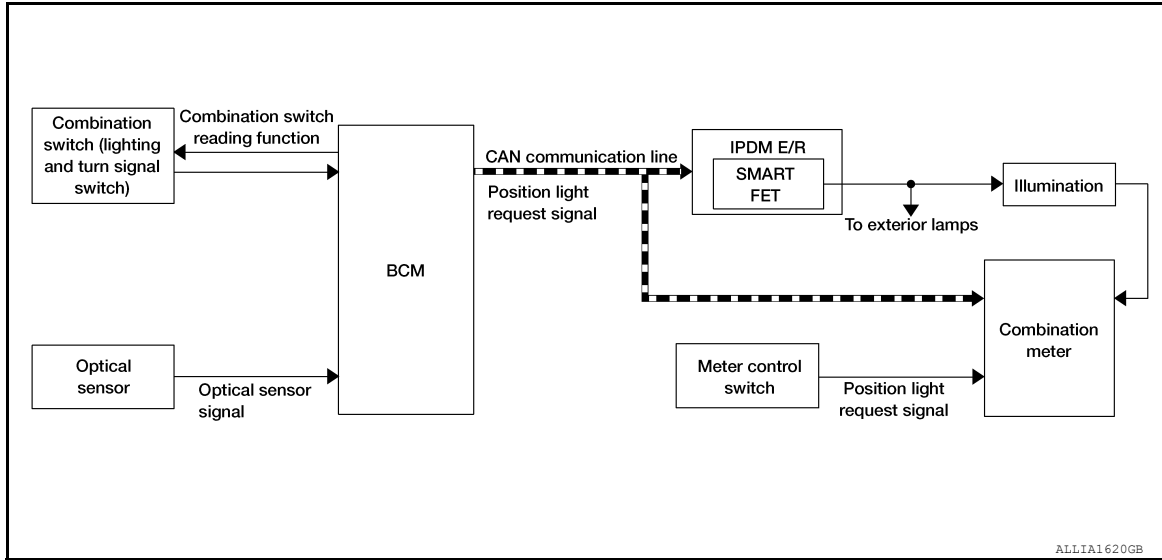 Combination
switch (lighting
and turn signal
switch)
Combination switch
reading function
BCM
CAN communication line
Position light
request signal
IPDM E/R
SMART
FET
To exterior lamps
Illumination
Optical
sensor
Optical sensor
signal
Meter control
switch
Position light
request signal
Combination
meter
ALLIA1620GB